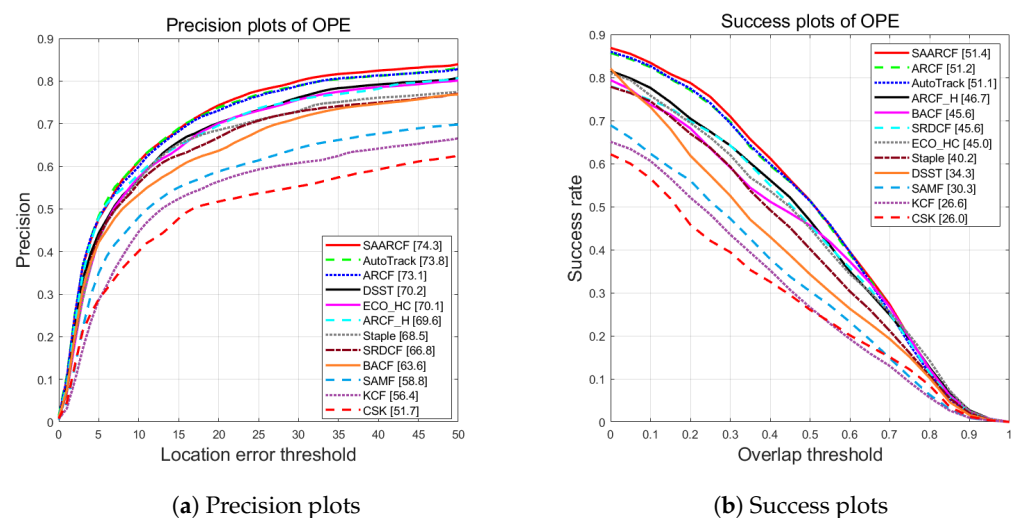 Precision plots of OPE
0.9
0.8
0.7
0.6
0.5
0.4
0.3
0.2
0.1
0
Precision
SAARCF [74.3]
AutoTrack [73.8]
ARCF [73.1]
DSST [70.2]
ECO_HC [70.1]
ARCF_H [69.6]
Staple [68.5]
SRDCF [66.8]
BACF [63.6]
SAMF [58.8]
KCF [56.4]
CSK [51.7]
0 5 10 15 20 25 30 35 40 45 50
Location error threshold
(a) Precision plots
Success plots of OPE
0.9
0.8
0.7
0.6
0.5
0.4
0.3
0.2
0.1
0
Success rate
SAARCF [51.4]
ARCF [51.2]
AutoTrack [51.1]
ARCF_H [46.7]
BACF [45.6]
SRDCF [45.6]
ECO_HC [45.0]
Staple [40.2]
DSST [34.3]
SAMF [30.3]
KCF [26.6]
CSK [26.0]
0 0.1 0.2 0.3 0.4 0.5 0.6 0.7 0.8 0.9 1
Overlap threshold
(b) Success plots